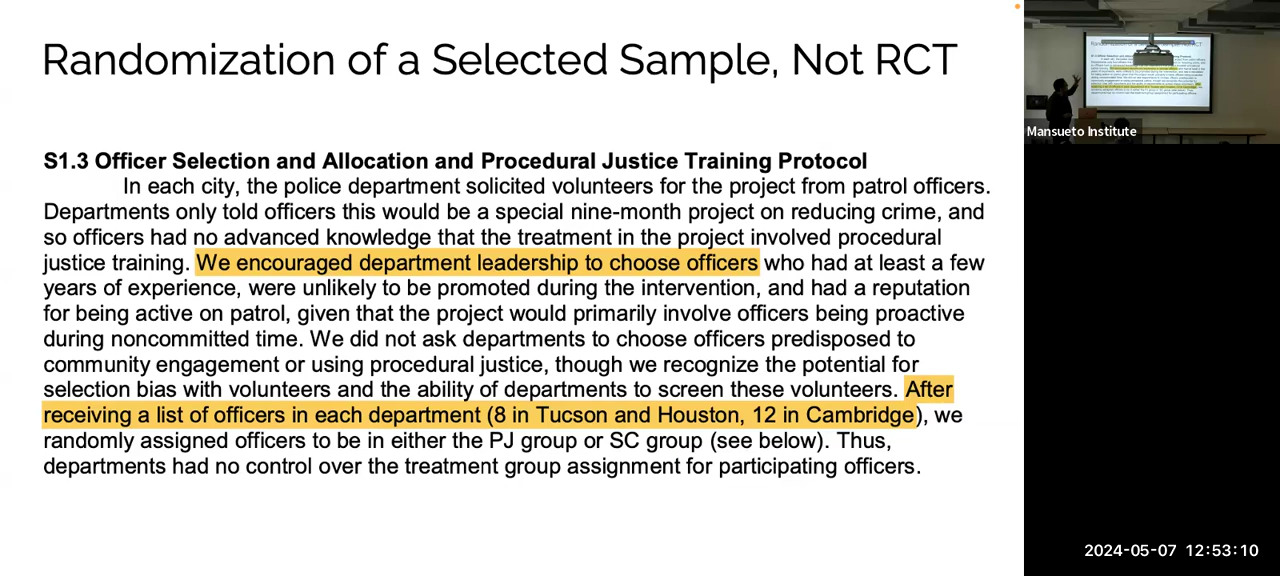 Randomization of a Selected Sample, Not RCT
S1.3 Officer Selection and Allocation and Procedural Justice Training Protocol
In each city, the police department solicited volunteers for the project from patrol officers.
Departments only told officers this would be a special nine-month project on reducing crime, and
so officers had no advanced knowledge that the treatment in the project involved procedural
justice training. We encouraged department leadership to choose officers who had at least a few
years of experience, were unlikely to be promoted during the intervention, and had a reputation
for being active on patrol, given that the project would primarily involve officers being proactive
during noncommitted time. We did not ask departments to choose officers predisposed to
community engagement or using procedural justice, though we recognize the potential for
selection bias with volunteers and the ability of departments to screen these volunteers. After
receiving a list of officers in each department (8 in Tucson and Houston, 12 in Cambridge), we
randomly assigned officers to be in either the PJ group or SC group (see below). Thus,
departments had no control over the treatment group assignment for participating officers.
Mansueto Institute
2024-05-07 12:53:10